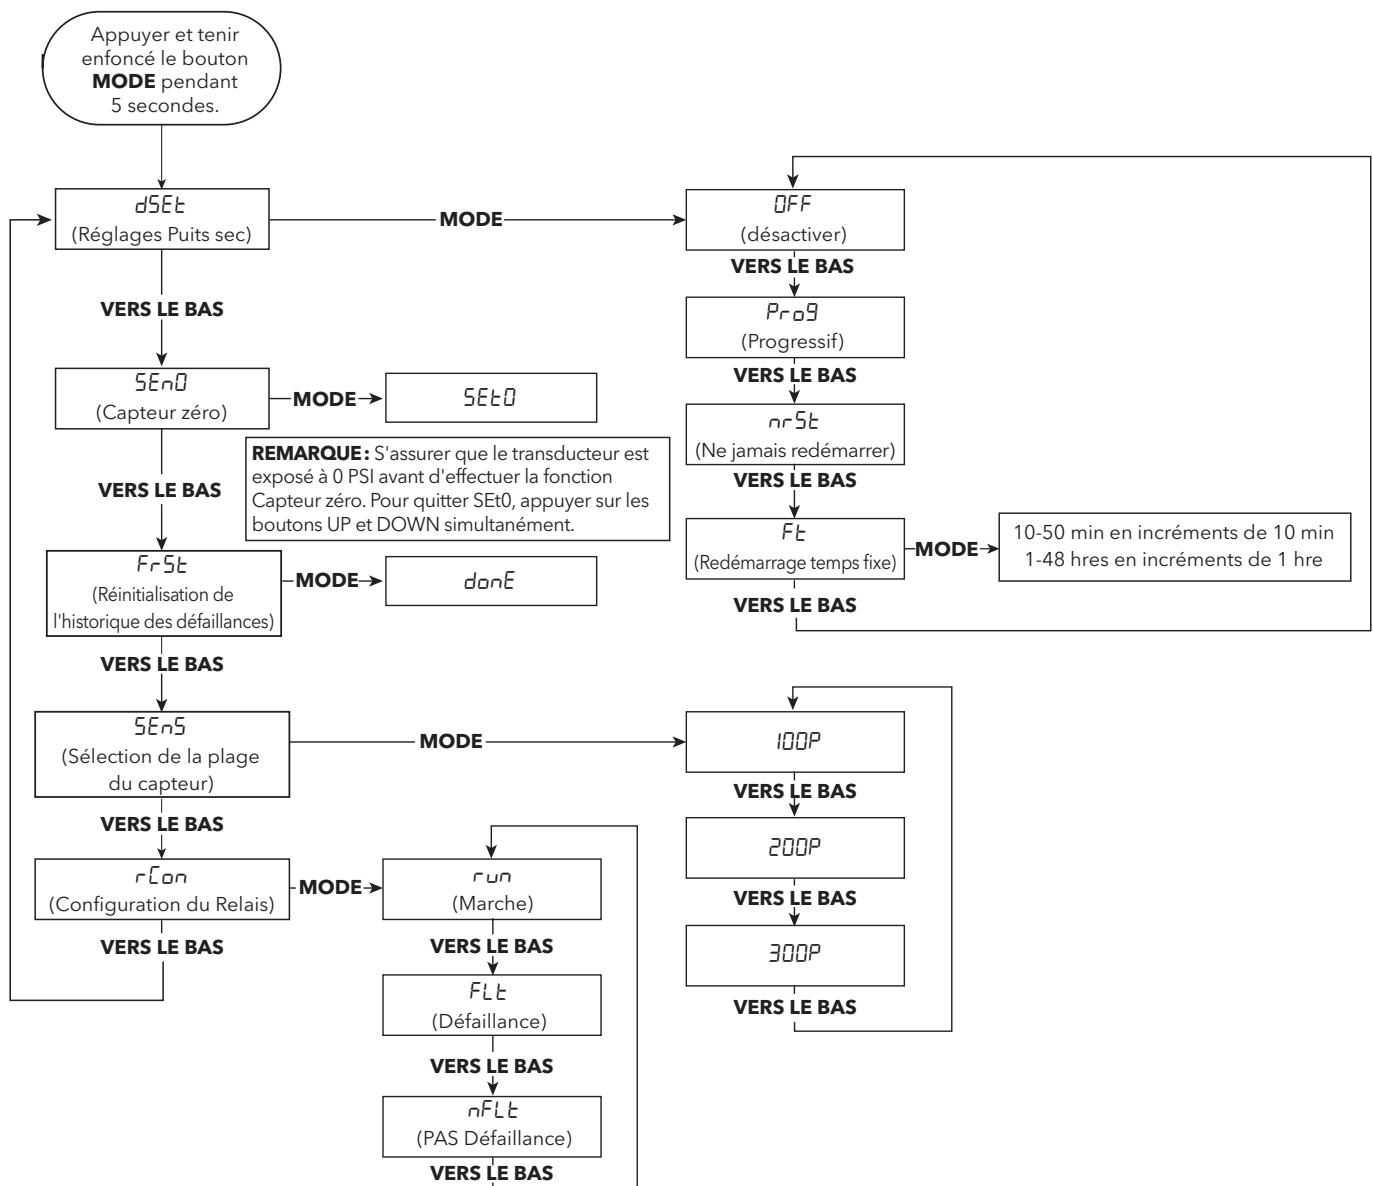 Appuyer et tenir
enfoncé le bouton
MODE pendant
5 secondes.
dSEt
(Réglages Puits sec)
MODE
OFF
(désactiver)
VERS LE BAS
Prog
(Progressif)
VERS LE BAS
nrSt
(Ne jamais redémarrer)
VERS LE BAS
Ft
(Redémarrage temps fixe)
MODE
10-50 min en incréments de 10 min
1-48 hres en incréments de 1 hre
VERS LE BAS
VERS LE BAS
SEn0
(Capteur zéro)
MODE
SEt0
REMARQUE : S'assurer que le transducteur est
exposé à 0 PSI avant d'effectuer la fonction
Capteur zéro. Pour quitter SEt0, appuyer sur les
boutons UP et DOWN simultanément.
VERS LE BAS
FrSt
(Réinitialisation de
l'historique des défaillances)
MODE
donE
VERS LE BAS
SEnS
(Sélection de la plage
du capteur)
MODE
100P
VERS LE BAS
200P
VERS LE BAS
300P
VERS LE BAS
VERS LE BAS
rCon
(Configuration du Relais)
MODE
run
(Marche)
VERS LE BAS
VERS LE BAS
FLt
(Défaillance)
VERS LE BAS
nFLt
(PAS Défaillance)
VERS LE BAS